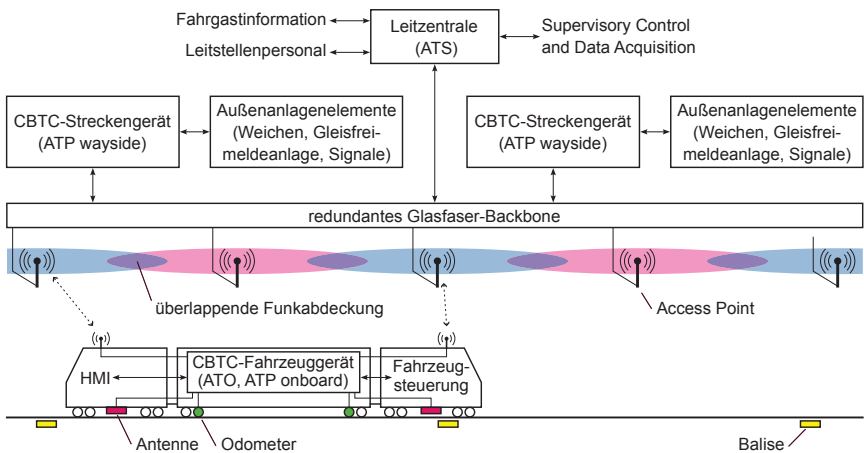 Fahrgastinformation
Leitstellenpersonal
Leitzentrale
(ATS)
Supervisory Control
and Data Acquisition
CBTC-Streckengerät
(ATP wayside)
Außenanlagenelemente
(Weichen, Gleisfrei-
meldeanlage, Signale)
CBTC-Streckengerät
(ATP wayside)
Außenanlagenelemente
(Weichen, Gleisfrei-
meldeanlage, Signale)
redundantes Glasfaser-Backbone
überlappende Funkabdeckung
Access Point
HMI
CBTC-Fahrzeuggerät
(ATO, ATP onboard)
Fahrzeug-
steuerung
Antenne
Odometer
Balise